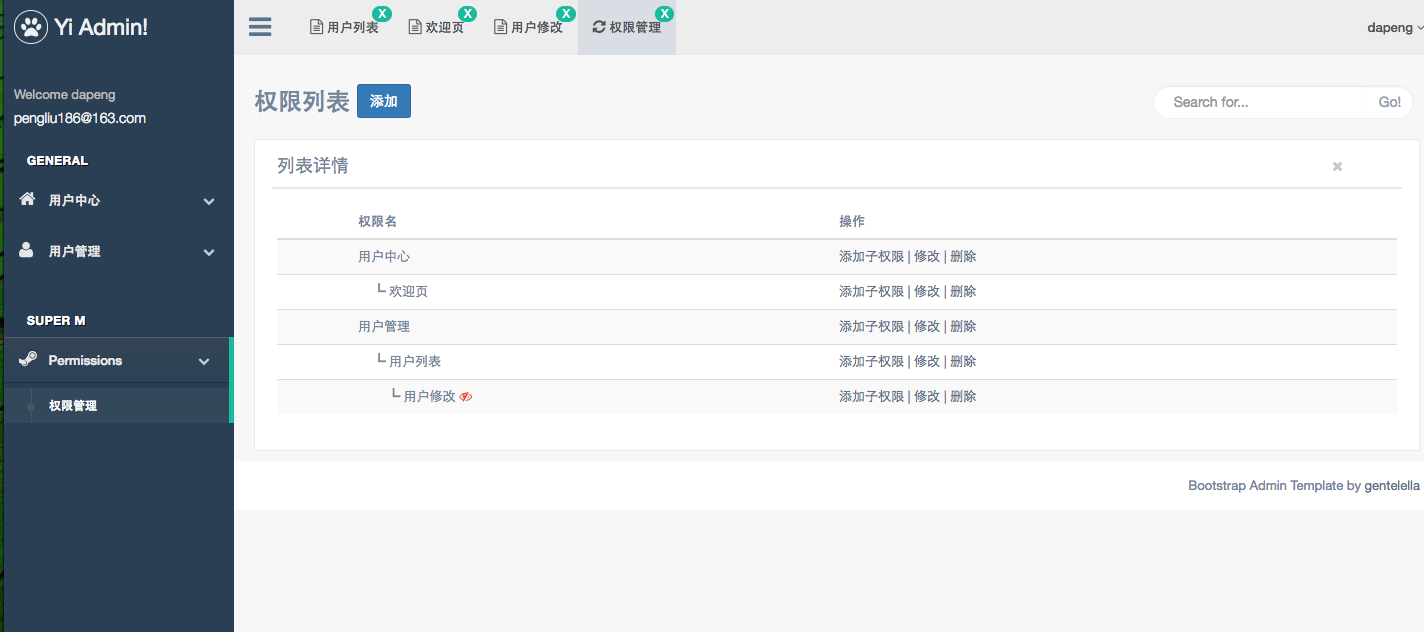 Yi Admin!
Welcome dapeng
pengliu186@163.com
GENERAL
用户中心
用户管理
SUPER M
Permissions
权限管理
用户列表 X 欢迎页 X 用户修改 X 权限管理 X
dapeng
权限列表 添加
Search for... Go!
列表详情
权限名 操作
用户中心 添加子权限 | 修改 | 删除
欢迎页 添加子权限 | 修改 | 删除
用户管理 添加子权限 | 修改 | 删除
用户列表 添加子权限 | 修改 | 删除
用户修改 添加子权限 | 修改 | 删除
Bootstrap Admin Template by gentelella